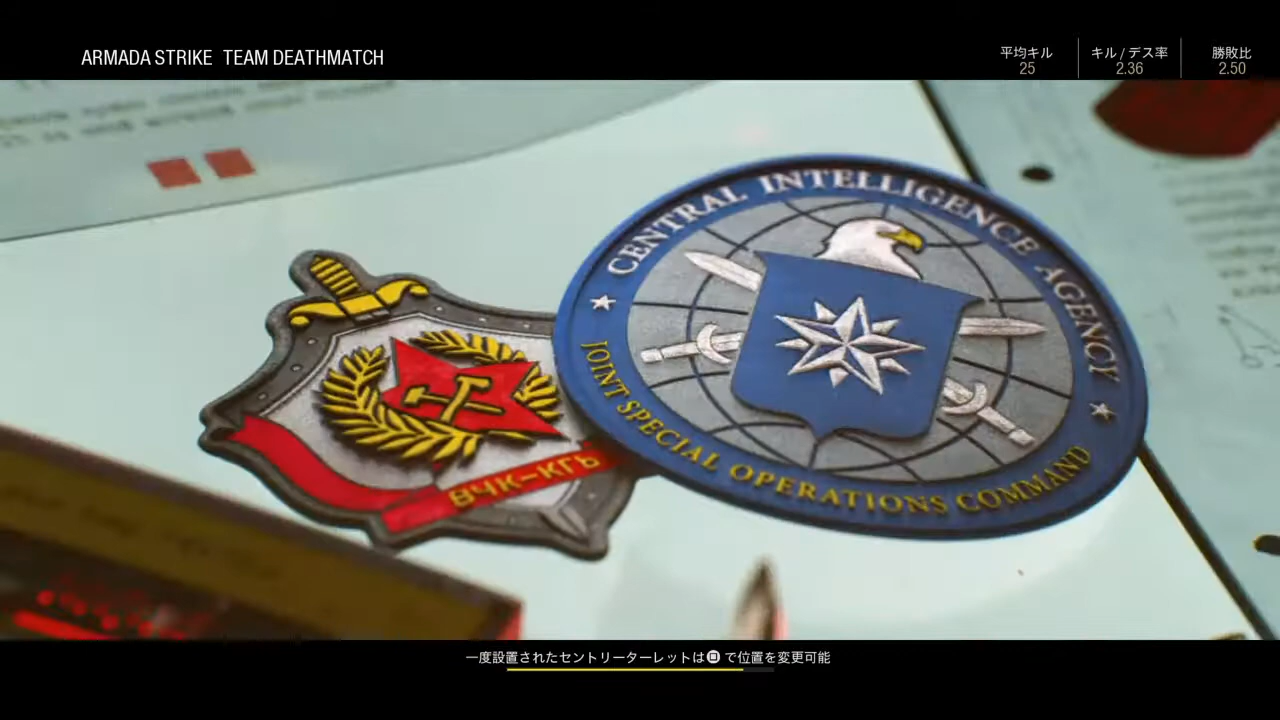 ARMADA STRIKE TEAM DEATHMATCH
平均キル
25
キル / デス率
2.36
勝敗比
2.50
CENTRAL INTELLIGENCE AGENCY
JOINT SPECIAL OPERATIONS COMMAND
ВЧК-КГЬ
一度設置されたセントリーターレットは で位置を変更可能